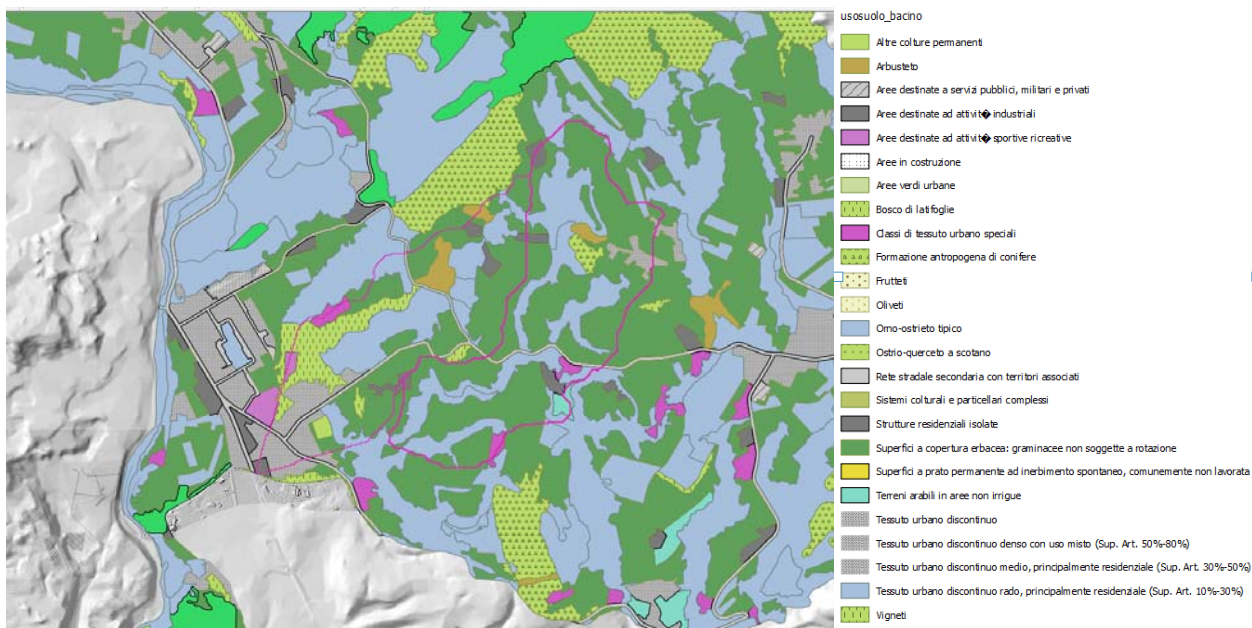 usosuolo_bacino
Altre colture permanenti
Arbusteto
Aree destinate a servizi pubblici, militari e privati
Aree destinate ad attivit� industriali
Aree destinate ad attivit� sportive ricreative
Aree in costruzione
Aree verdi urbane
Bosco di latifoglie
Classi di tessuto urbano speciali
Formazione antropogena di conifere
Frutteti
Oliveti
Orno-ostrieto tipico
Ostrio-querceto a scotano
Rete stradale secondaria con territori associati
Sistemi colturali e particellari complessi
Strutture residenziali isolate
Superfici a copertura erbacea: graminacee non soggette a rotazione
Superfici a prato permanente ad inerbimento spontaneo, comunemente non lavorata
Terreni arabili in aree non irrigue
Tessuto urbano discontinuo
Tessuto urbano discontinuo denso con uso misto (Sup. Art. 50%-80%)
Tessuto urbano discontinuo medio, principalmente residenziale (Sup. Art. 30%-50%)
Tessuto urbano discontinuo rado, principalmente residenziale (Sup. Art. 10%-30%)
Vigneti